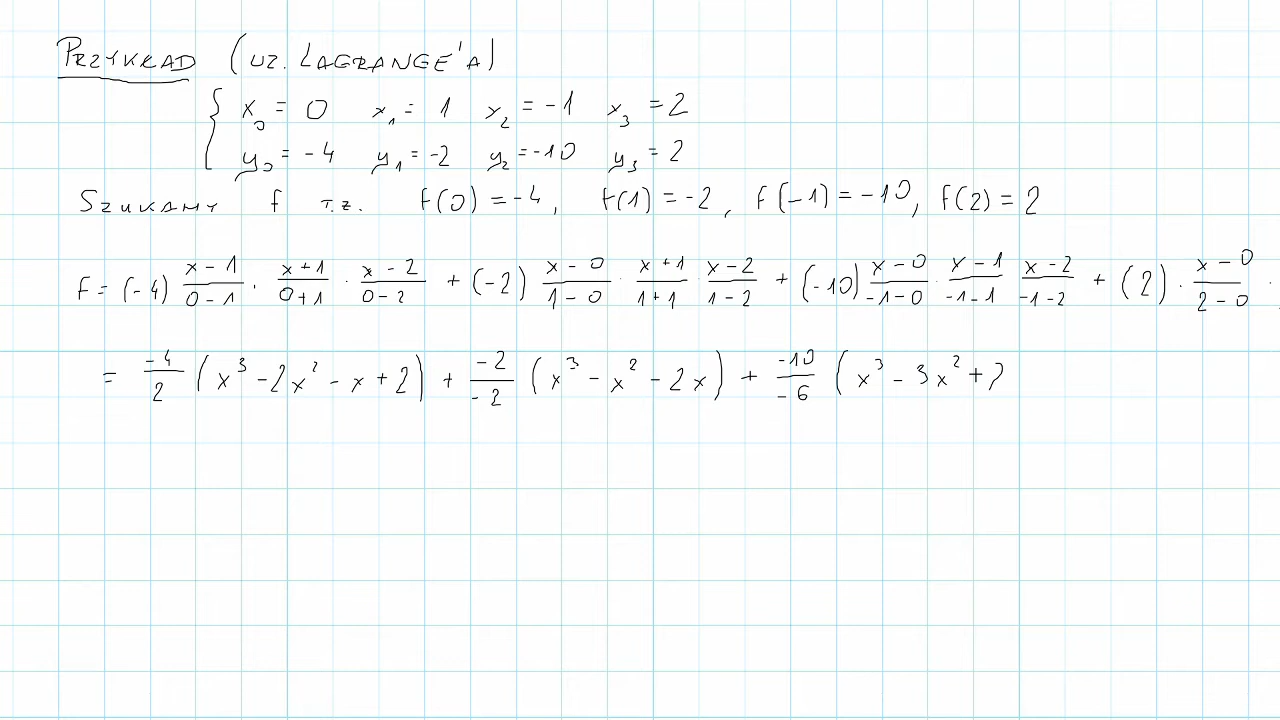 PRZYKŁAD (UZ. LAGRANGE'A)
x₀ = 0 x₁ = 1 x₂ = -1 x₃ = 2
y₀ = -4 y₁ = -2 y₂ = -10 y₃ = 2
SZUKAMY f T.Z. f(0) = -4, f(1) = -2, f(-1) = -10, f(2) = 2
f = (-4) (x-1)/(0-1) · (x+1)/(0+1) · (x-2)/(0-2) + (-2) (x-0)/(1-0) · (x+1)/(1+1) · (x-2)/(1-2) + (-10) (x-0)/(-1-0) · (x-1)/(-1-1) (x-2)/(-1-2) + (2) · (x-0)/(2-0) ·
= -4/2 (x³ - 2x² - x + 2) + -2/-2 (x³ - x² - 2x) + -10/-6 (x³ - 3x² +